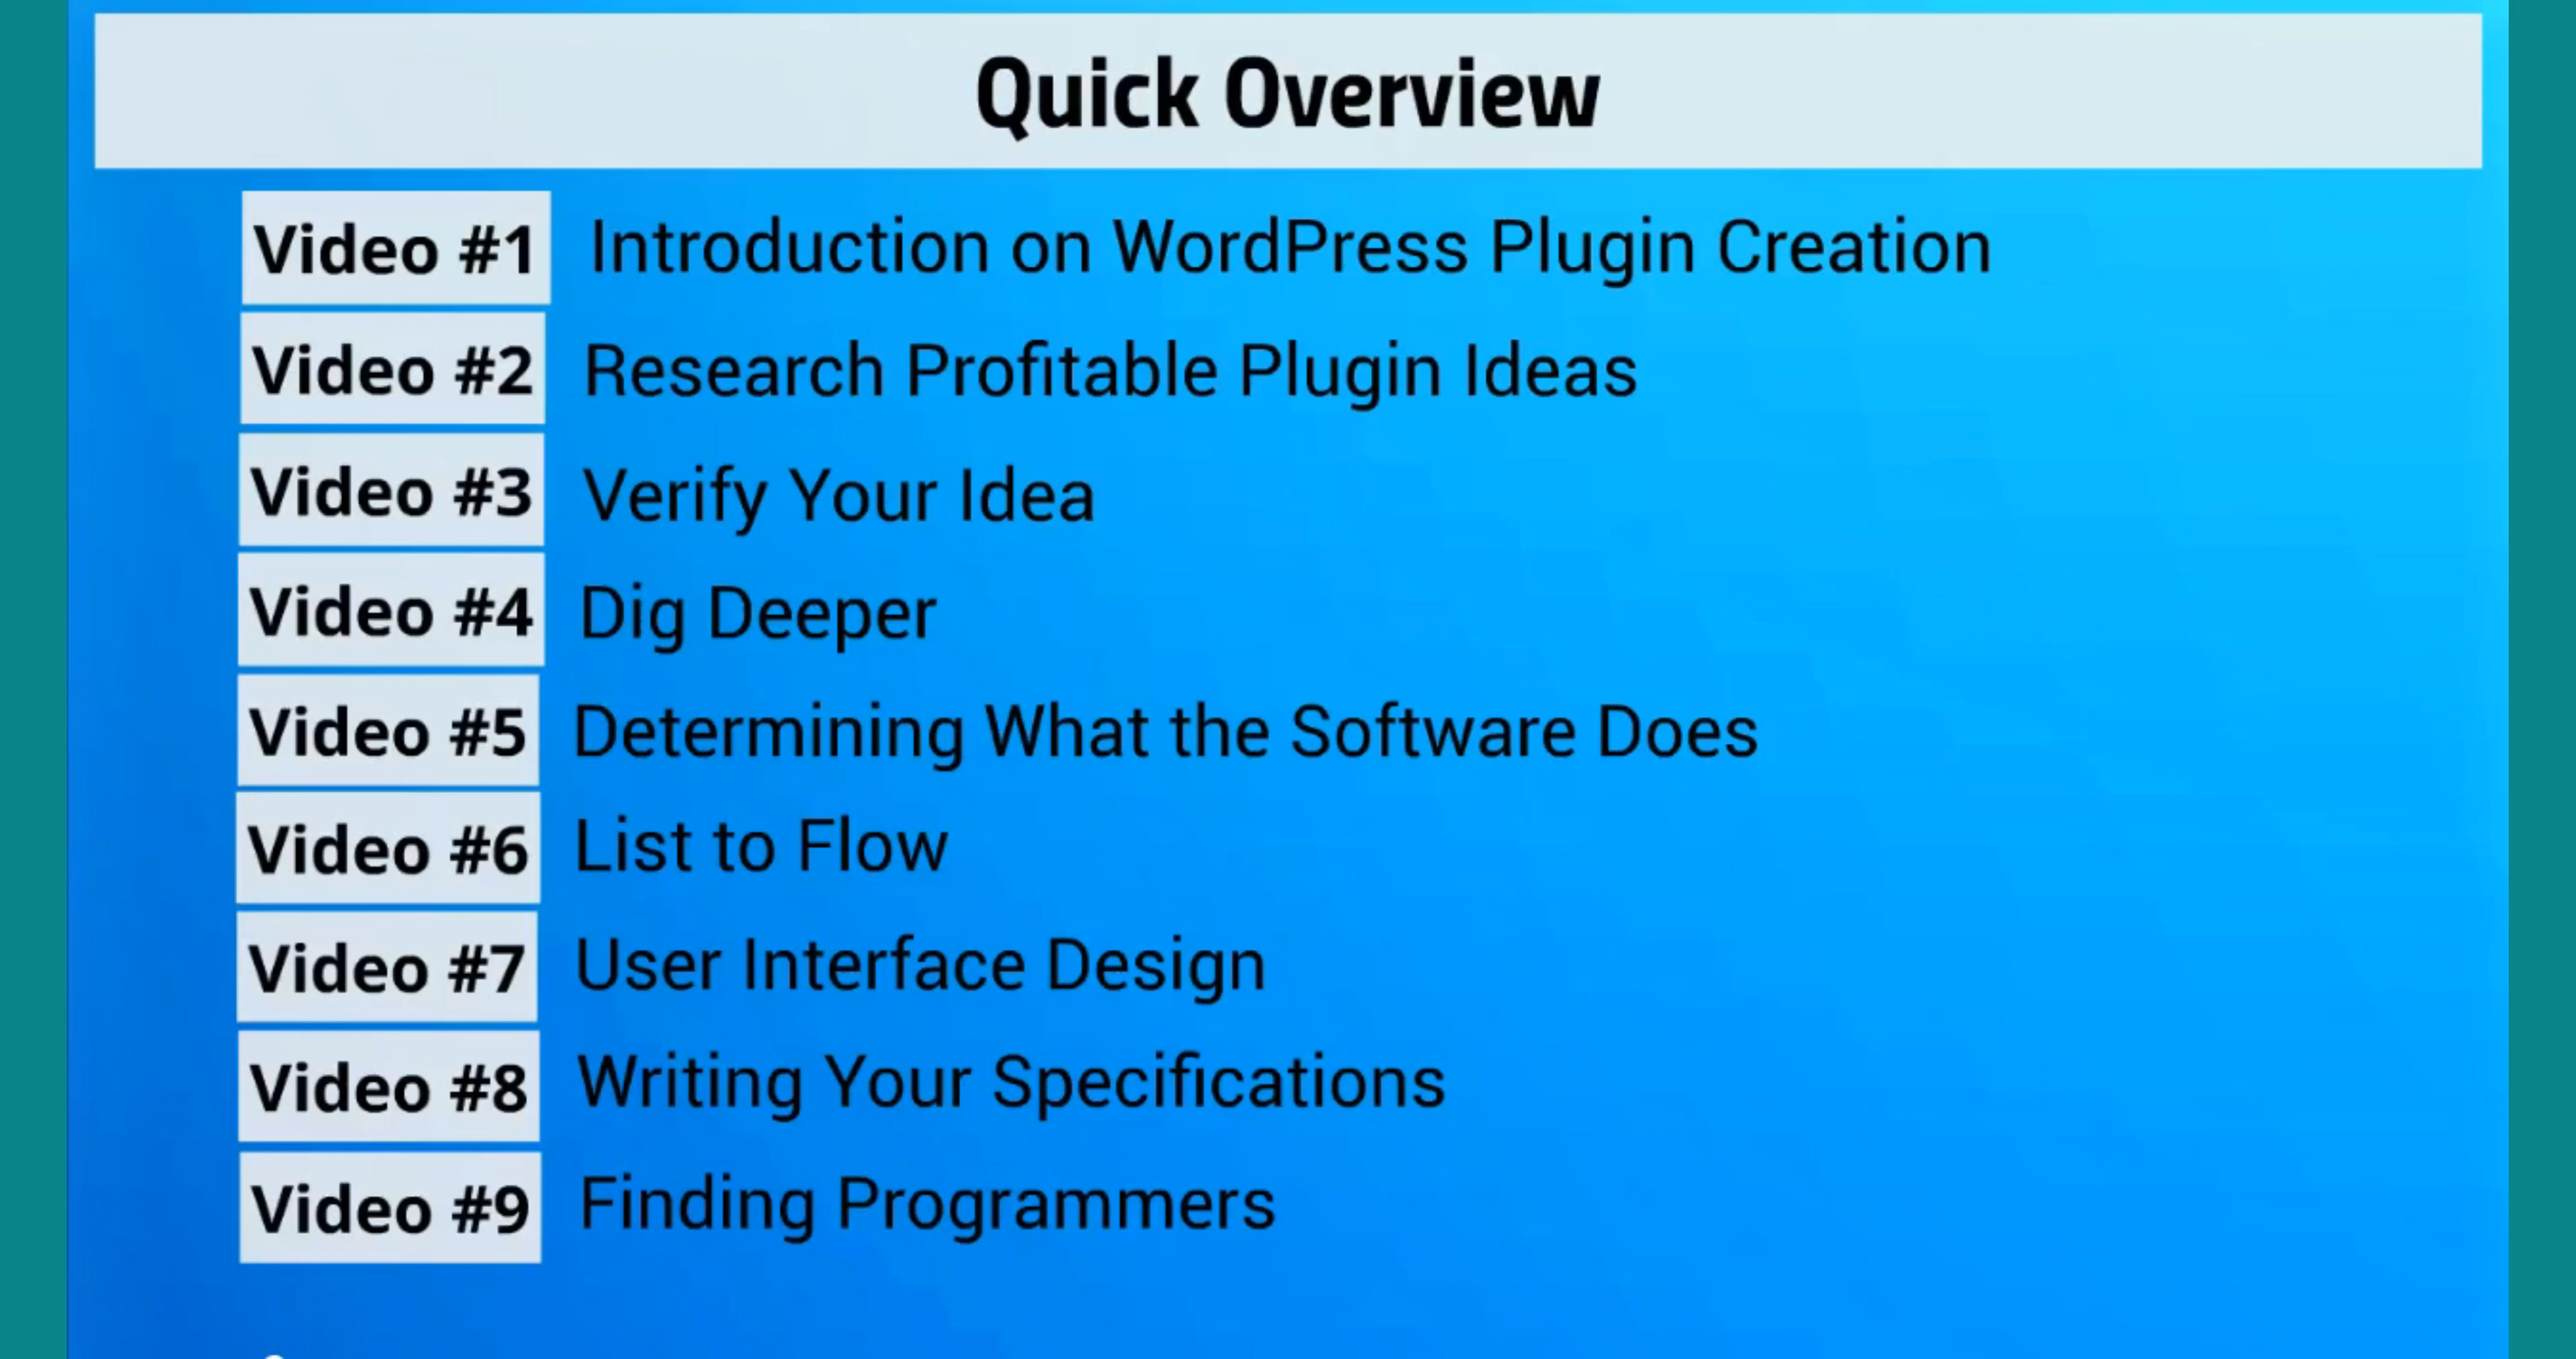 Quick Overview
Video #1 Introduction on WordPress Plugin Creation
Video #2 Research Profitable Plugin Ideas
Video #3 Verify Your Idea
Video #4 Dig Deeper
Video #5 Determining What the Software Does
Video #6 List to Flow
Video #7 User Interface Design
Video #8 Writing Your Specifications
Video #9 Finding Programmers